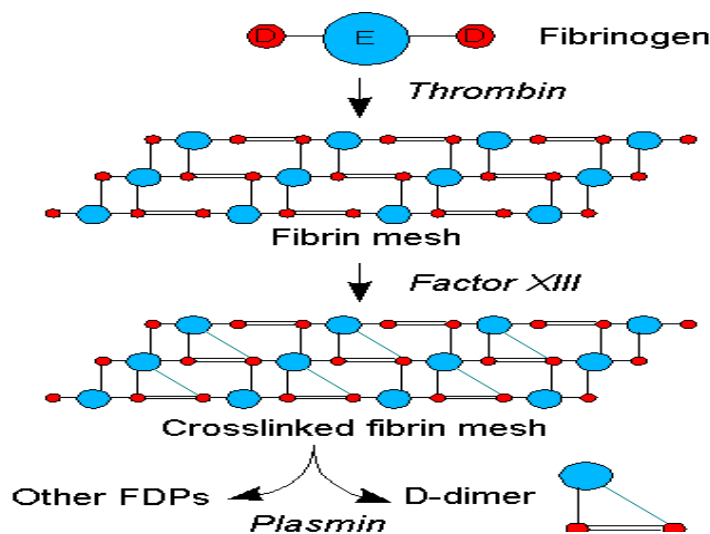 D E D Fibrinogen
Thrombin
Fibrin mesh
Factor XIII
Crosslinked fibrin mesh
Other FDPs D-dimer
Plasmin